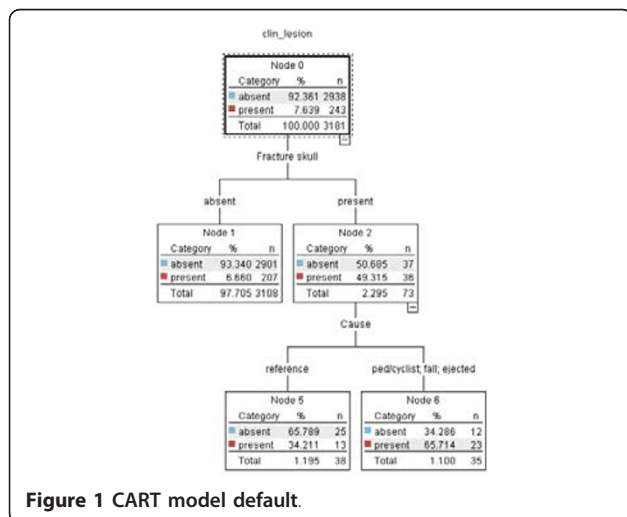 clin_lesion
Node 0
Category % n
absent 92.361 2938
present 7.639 243
Total 100.000 3181
Fracture skull
absent present
Node 1
Category % n
absent 93.340 2901
present 6.660 207
Total 97.705 3108
Node 2
Category % n
absent 50.685 37
present 49.315 36
Total 2.295 73
Cause
reference ped/cyclist; fall; ejected
Node 5
Category % n
absent 65.789 25
present 34.211 13
Total 1.195 38
Node 6
Category % n
absent 34.286 12
present 65.714 23
Total 1.100 35
Figure 1 CART model default.